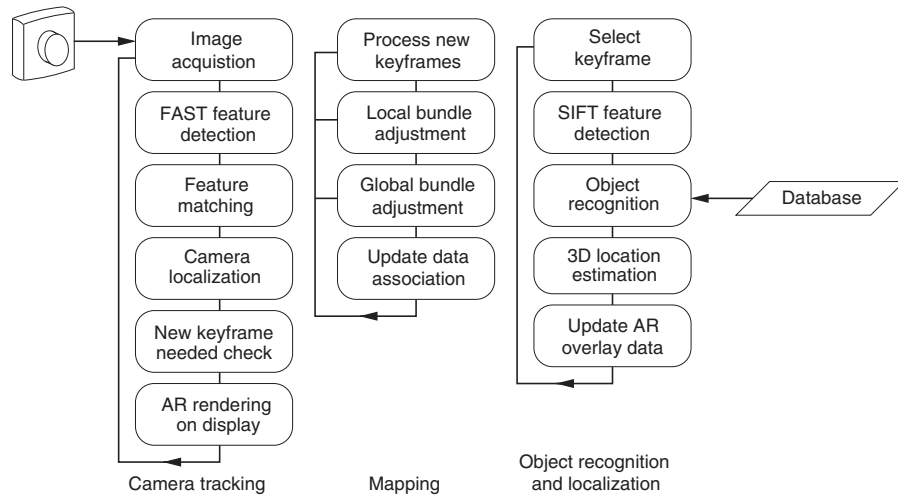 Image
acquistion
FAST feature
detection
Feature
matching
Camera
localization
New keyframe
needed check
AR rendering
on display
Camera tracking
Process new
keyframes
Local bundle
adjustment
Global bundle
adjustment
Update data
association
Mapping
Select
keyframe
SIFT feature
detection
Object
recognition
Database
3D location
estimation
Update AR
overlay data
Object recognition
and localization